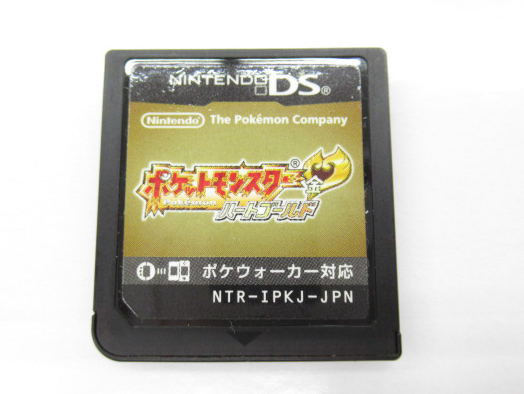 NINTENDO DS®
Nintendo® The Pokémon Company
ポケットモンスター®
Pokémon
ハートゴールド
ポケウォーカー対応
NTR-IPKJ-JPN